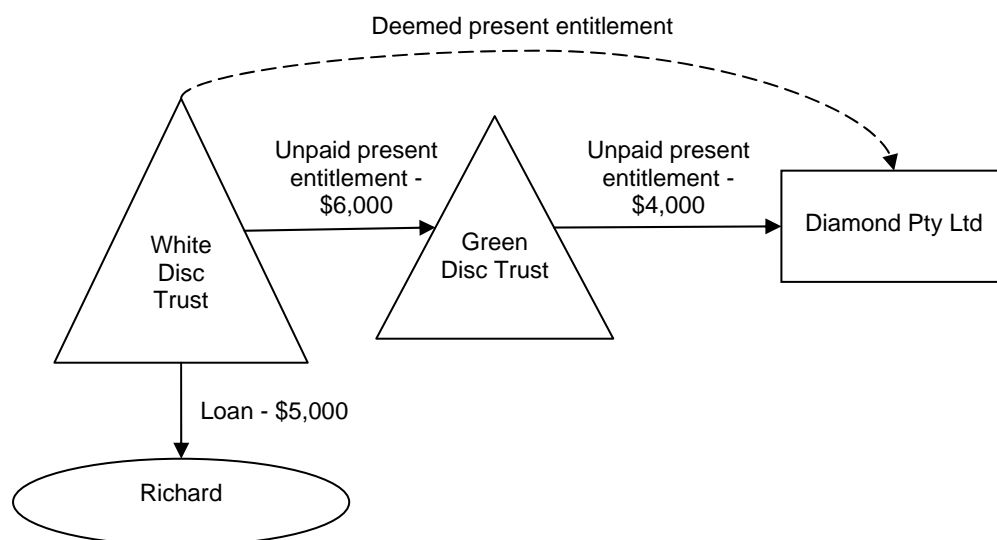 Deemed present entitlement
Unpaid present
entitlement -
$6,000
Unpaid present
entitlement -
$4,000
White
Disc
Trust
Green
Disc Trust
Diamond Pty Ltd
Loan - $5,000
Richard